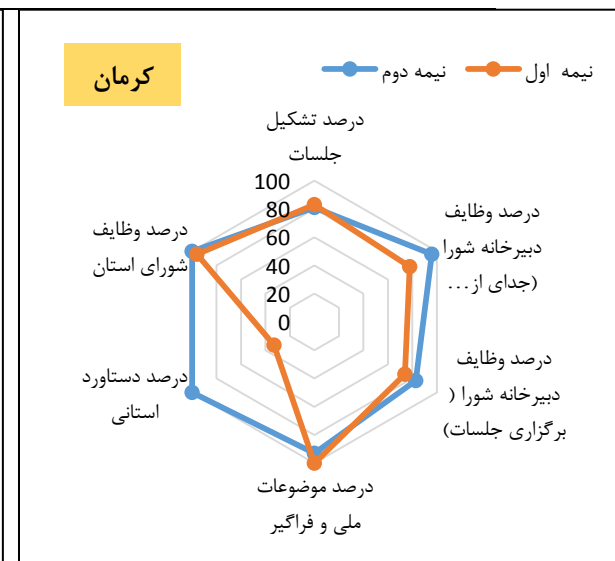 کرمان
نیمه اول
نیمه دوم
درصد تشکیل
جلسات
100
80
60
40
20
0
درصد وظایف
دبیرخانه شورا
(جدای از...
درصد وظایف
دبیرخانه شورا (
برگزاری جلسات)
درصد موضوعات
ملی و فراگیر
درصد دستاورد
استانی
درصد وظایف
شورای استان